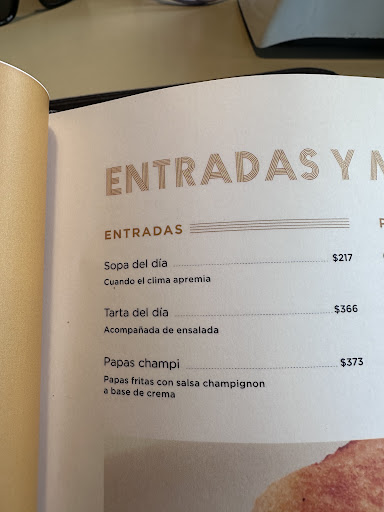 ENTRADAS Y
ENTRADAS
Sopa del día $217
Cuando el clima apremia
Tarta del día $366
Acompañada de ensalada
Papas champi $373
Papas fritas con salsa champignon
a base de crema